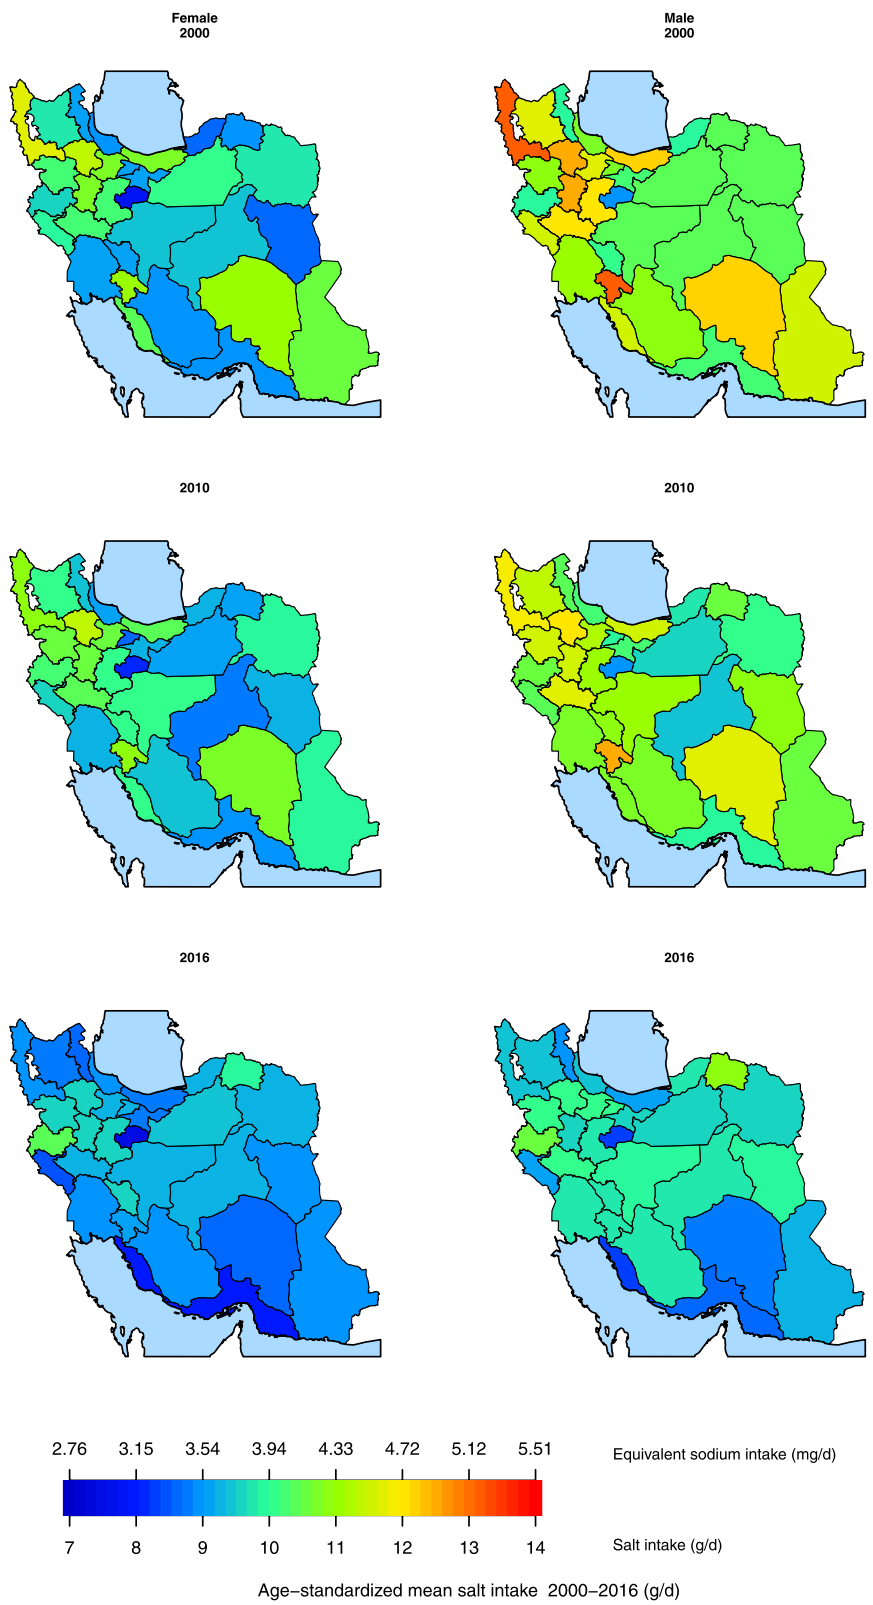 Female
2000
Male
2000
2010
2010
2016
2016
2.76 3.15 3.54 3.94 4.33 4.72 5.12 5.51
Equivalent sodium intake (mg/d)
7 8 9 10 11 12 13 14
Salt intake (g/d)
Age−standardized mean salt intake 2000−2016 (g/d)